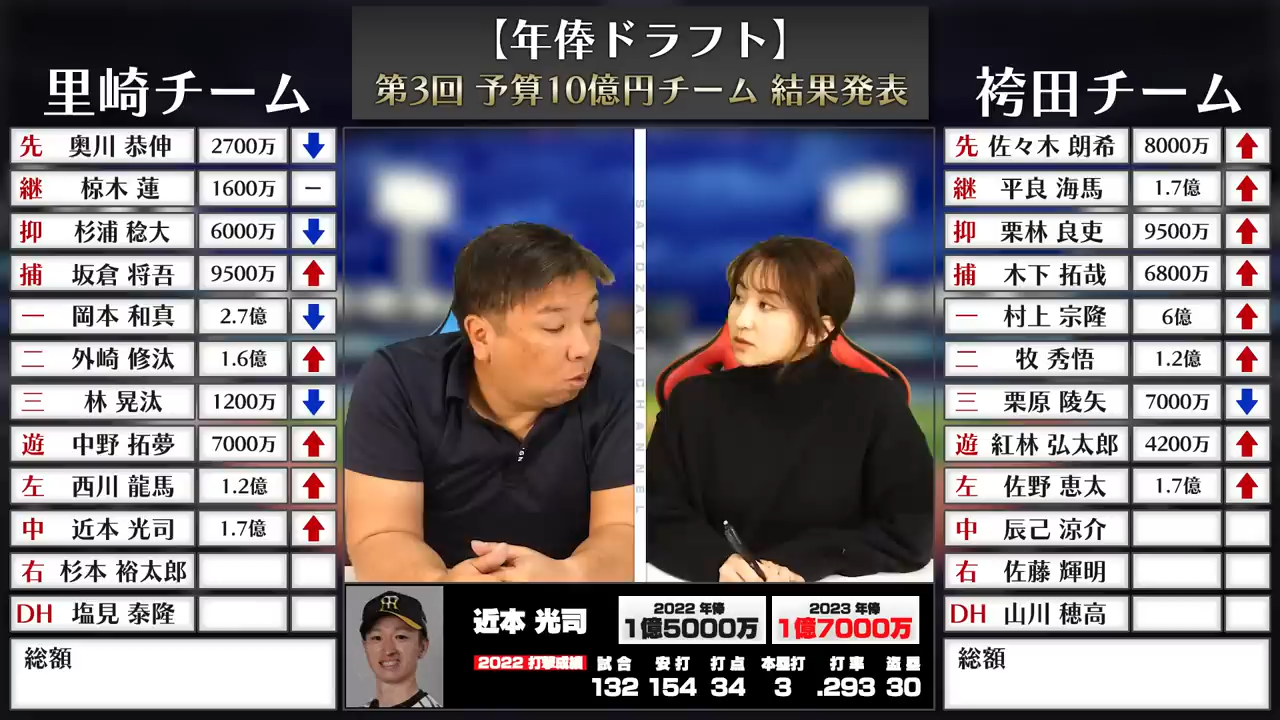 【年俸ドラフト】
第3回 予算10億円チーム 結果発表
里崎チーム
先 奥川 恭伸 2700万
継 椋木 蓮 1600万 −
抑 杉浦 稔大 6000万
捕 坂倉 将吾 9500万
一 岡本 和真 2.7億
二 外崎 修汰 1.6億
三 林 晃汰 1200万
遊 中野 拓夢 7000万
左 西川 龍馬 1.2億
中 近本 光司 1.7億
右 杉本 裕太郎
DH 塩見 泰隆
総額
袴田チーム
先 佐々木 朗希 8000万
継 平良 海馬 1.7億
抑 栗林 良吏 9500万
捕 木下 拓哉 6800万
一 村上 宗隆 6億
二 牧 秀悟 1.2億
三 栗原 陵矢 7000万
遊 紅林 弘太郎 4200万
左 佐野 恵太 1.7億
中 辰己 涼介
右 佐藤 輝明
DH 山川 穂高
総額
SATOZAKI CHANNEL
近本 光司
2022 年俸
1億5000万
2023 年俸
1億7000万
2022 打撃成績 試合 安打 打点 本塁打 打率 盗塁
132 154 34 3 .293 30